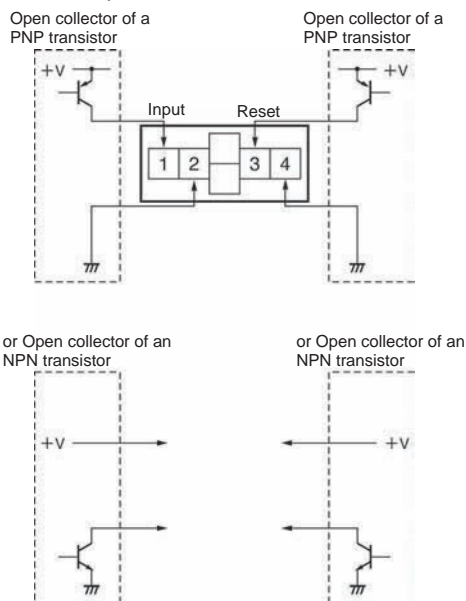 Open collector of a
PNP transistor
Open collector of a
PNP transistor
+V
+V
Input
Reset
1 2 3 4
or Open collector of an
NPN transistor
or Open collector of an
NPN transistor
+V
+V